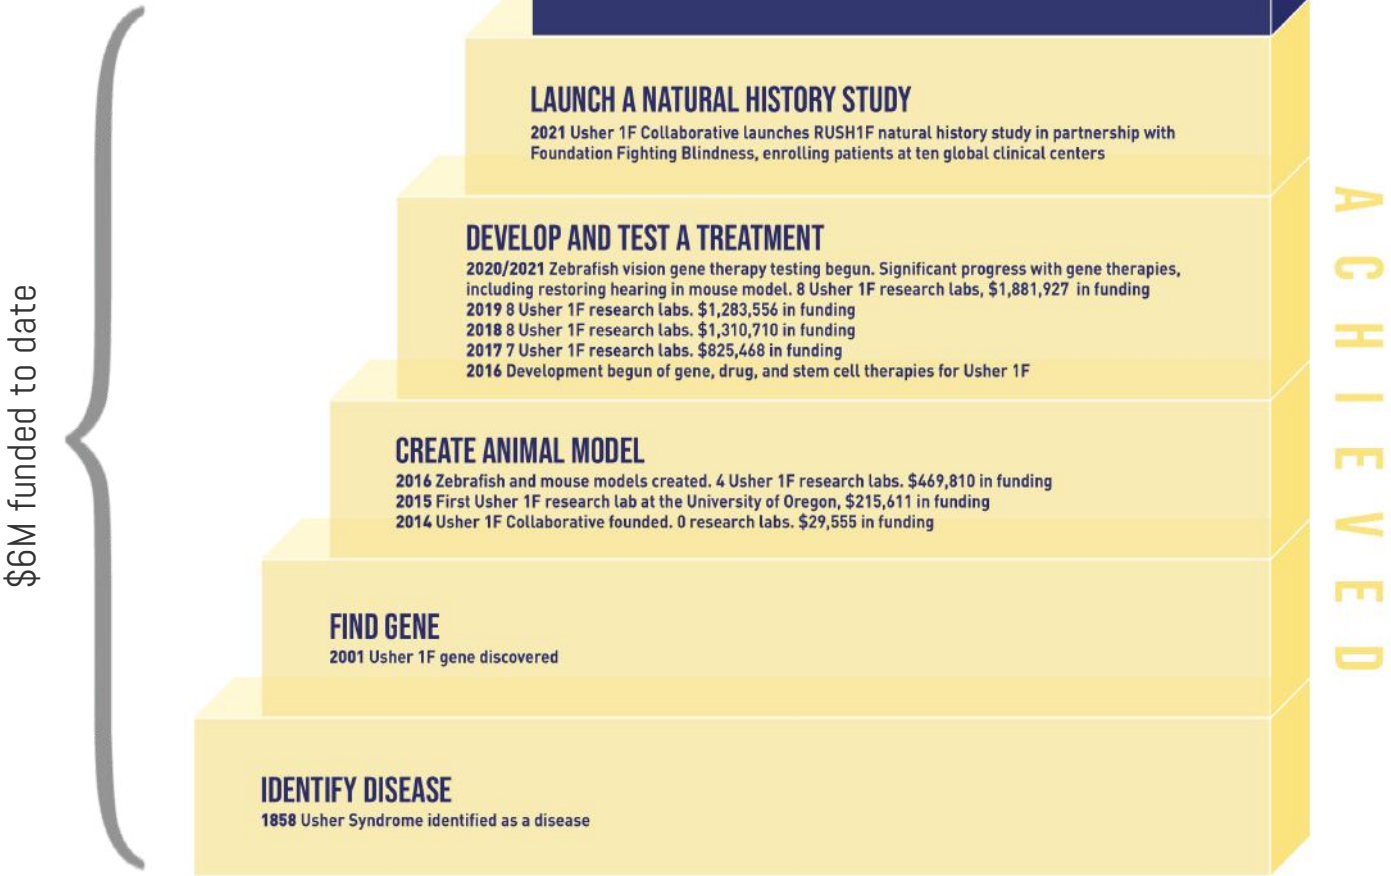 LAUNCH A NATURAL HISTORY STUDY
2021 Usher 1F Collaborative launches RUSH1F natural history study in partnership with
Foundation Fighting Blindness, enrolling patients at ten global clinical centers
DEVELOP AND TEST A TREATMENT
2020/2021 Zebrafish vision gene therapy testing begun. Significant progress with gene therapies,
including restoring hearing in mouse model. 8 Usher 1F research labs, $1,881,927 in funding
2019 8 Usher 1F research labs. $1,283,556 in funding
2018 8 Usher 1F research labs. $1,310,710 in funding
2017 7 Usher 1F research labs. $825,468 in funding
2016 Development begun of gene, drug, and stem cell therapies for Usher 1F
CREATE ANIMAL MODEL
2016 Zebrafish and mouse models created. 4 Usher 1F research labs. $469,810 in funding
2015 First Usher 1F research lab at the University of Oregon, $215,611 in funding
2014 Usher 1F Collaborative founded. 0 research labs. $29,555 in funding
FIND GENE
2001 Usher 1F gene discovered
IDENTIFY DISEASE
1858 Usher Syndrome identified as a disease
$6M funded to date
ACHIEVED